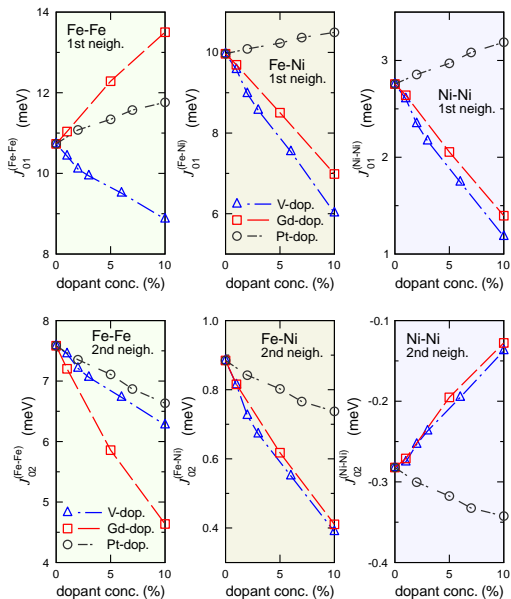 Fe-Fe
1st neigh.
J01(Fe-Fe) (meV)
14
12
10
8
0 5 10
dopant conc. (%)
Fe-Ni
1st neigh.
J01(Fe-Ni) (meV)
10
8
6
V-dop.
Gd-dop.
Pt-dop.
0 5 10
dopant conc. (%)
Ni-Ni
1st neigh.
J01(Ni-Ni) (meV)
3
2
1
0 5 10
dopant conc. (%)
Fe-Fe
2nd neigh.
J02(Fe-Fe) (meV)
8
7
6
5
4
V-dop.
Gd-dop.
Pt-dop.
0 5 10
dopant conc. (%)
Fe-Ni
2nd neigh.
J02(Fe-Ni) (meV)
1.0
0.8
0.6
0.4
0 5 10
dopant conc. (%)
Ni-Ni
2nd neigh.
J02(Ni-Ni) (meV)
-0.1
-0.2
-0.3
-0.4
0 5 10
dopant conc. (%)